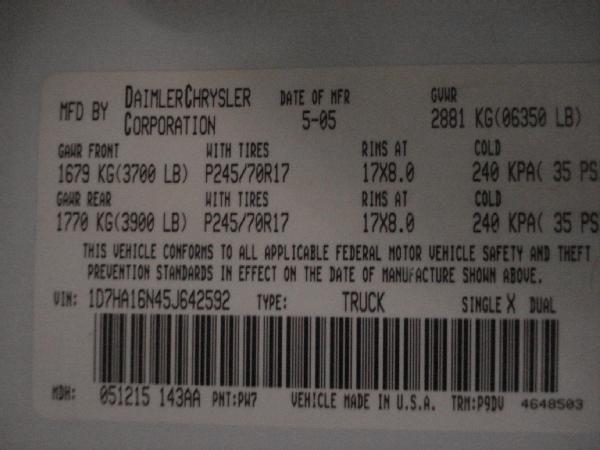 MFD BY DAIMLERCHRYSLER CORPORATION DATE OF MFR 5-05 GVWR 2881 KG(06350 LB)
GAWR FRONT WITH TIRES RIMS AT COLD
1679 KG(3700 LB) P245/70R17 17X8.0 240 KPA( 35 PS
GAWR REAR WITH TIRES RIMS AT COLD
1770 KG(3900 LB) P245/70R17 17X8.0 240 KPA( 35 PS
THIS VEHICLE CONFORMS TO ALL APPLICABLE FEDERAL MOTOR VEHICLE SAFETY AND THEFT
PREVENTION STANDARDS IN EFFECT ON THE DATE OF MANUFACTURE SHOWN ABOVE.
VIN: 1D7HA16N45J642592 TYPE: TRUCK SINGLE X DUAL
MDH: 051215 143AA PNT:PW7 VEHICLE MADE IN U.S.A. TRM:P9DV 4648503